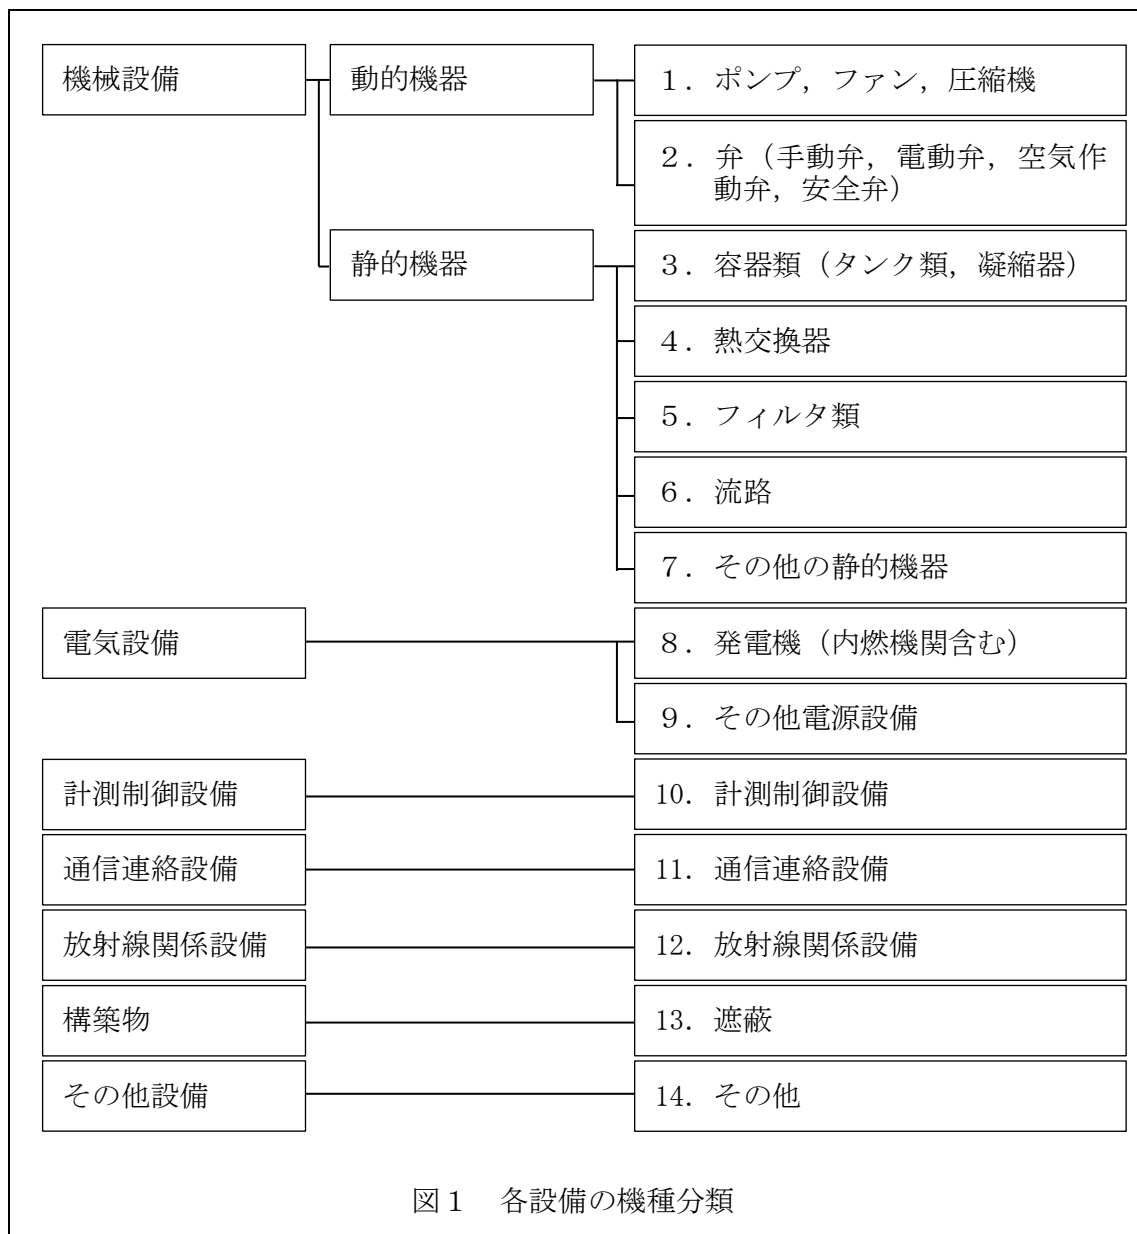 機械設備
動的機器
１．ポンプ，ファン，圧縮機
２．弁（手動弁，電動弁，空気作
動弁，安全弁）
静的機器
３．容器類（タンク類，凝縮器）
４．熱交換器
５．フィルタ類
６．流路
７．その他の静的機器
電気設備
８．発電機（内燃機関含む）
９．その他電源設備
計測制御設備
10．計測制御設備
通信連絡設備
11．通信連絡設備
放射線関係設備
12．放射線関係設備
構築物
13．遮蔽
その他設備
14．その他
図１　各設備の機種分類